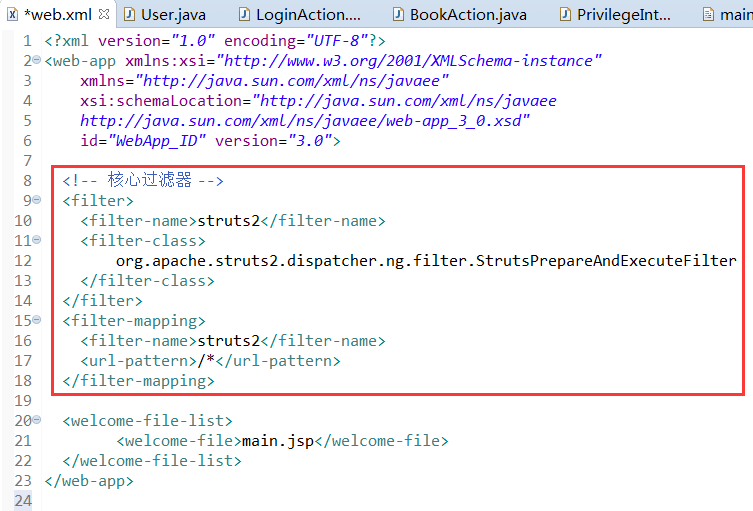 *web.xml User.java LoginAction.... BookAction.java PrivilegeInt... main
1 <?xml version="1.0" encoding="UTF-8"?>
2 <web-app xmlns:xsi="http://www.w3.org/2001/XMLSchema-instance"
3 xmlns="http://java.sun.com/xml/ns/javaee"
4 xsi:schemaLocation="http://java.sun.com/xml/ns/javaee
5 http://java.sun.com/xml/ns/javaee/web-app_3_0.xsd"
6 id="WebApp_ID" version="3.0">
7
8 <!-- 核心过滤器 -->
9 <filter>
10 <filter-name>struts2</filter-name>
11 <filter-class>
12 org.apache.struts2.dispatcher.ng.filter.StrutsPrepareAndExecuteFilter
13 </filter-class>
14 </filter>
15 <filter-mapping>
16 <filter-name>struts2</filter-name>
17 <url-pattern>/*</url-pattern>
18 </filter-mapping>
19
20 <welcome-file-list>
21 <welcome-file>main.jsp</welcome-file>
22 </welcome-file-list>
23 </web-app>
24